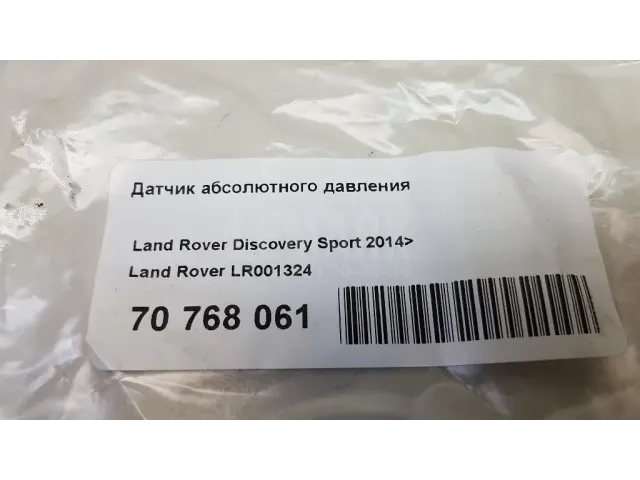 Датчик абсолютного давления
Land Rover Discovery Sport 2014>
Land Rover LR001324
70 768 061